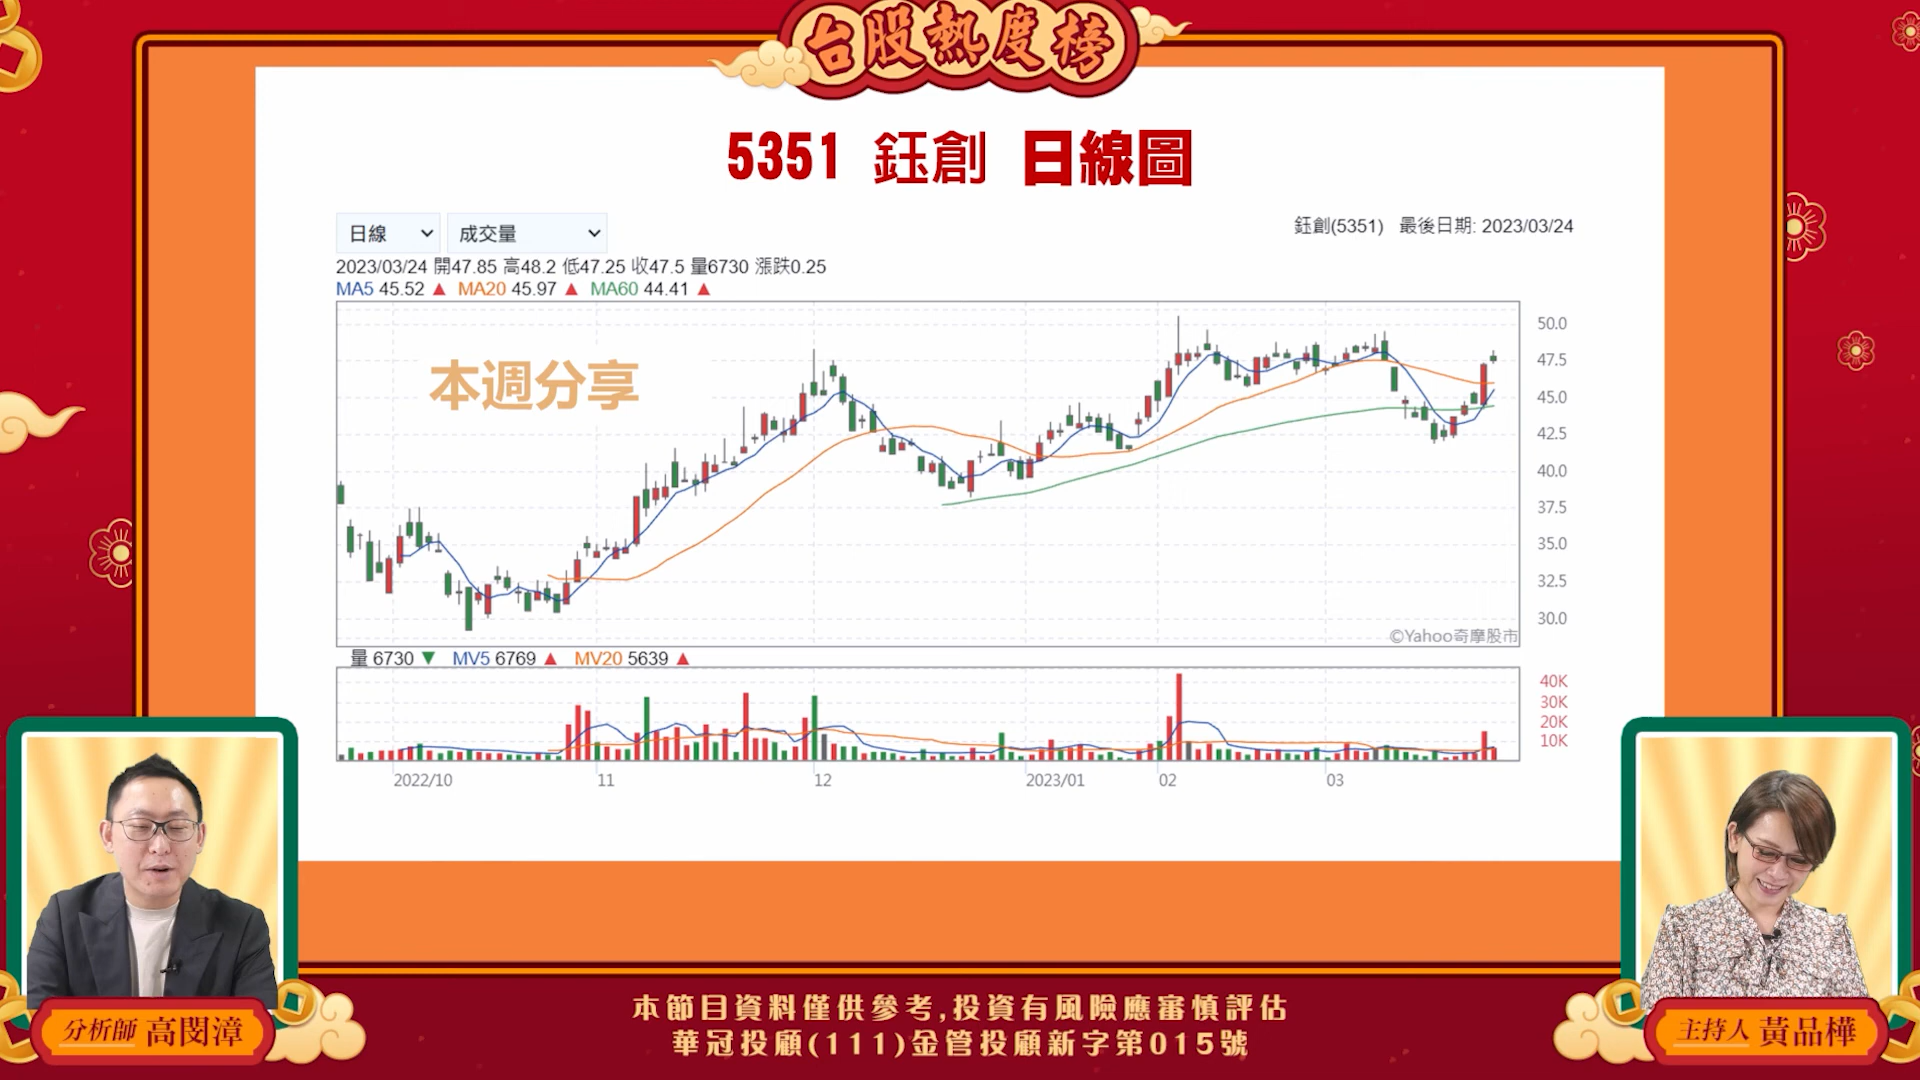 台股熱度榜
5351 鈺創 日線圖
日線 成交量
鈺創(5351) 最後日期: 2023/03/24
2023/03/24 開47.85 高48.2 低47.25 收47.5 量6730 漲跌0.25
MA5 45.52 ▲ MA20 45.97 ▲ MA60 44.41 ▲
本週分享
50.0
47.5
45.0
42.5
40.0
37.5
35.0
32.5
30.0
©Yahoo奇摩股市
量 6730 ▼ MV5 6769 ▲ MV20 5639 ▲
40K
30K
20K
10K
2022/10 11 12 2023/01 02 03
本節目資料僅供參考,投資有風險應審慎評估
華冠投顧(111)金管投顧新字第015號
分析師 高閔漳
主持人 黃品樺